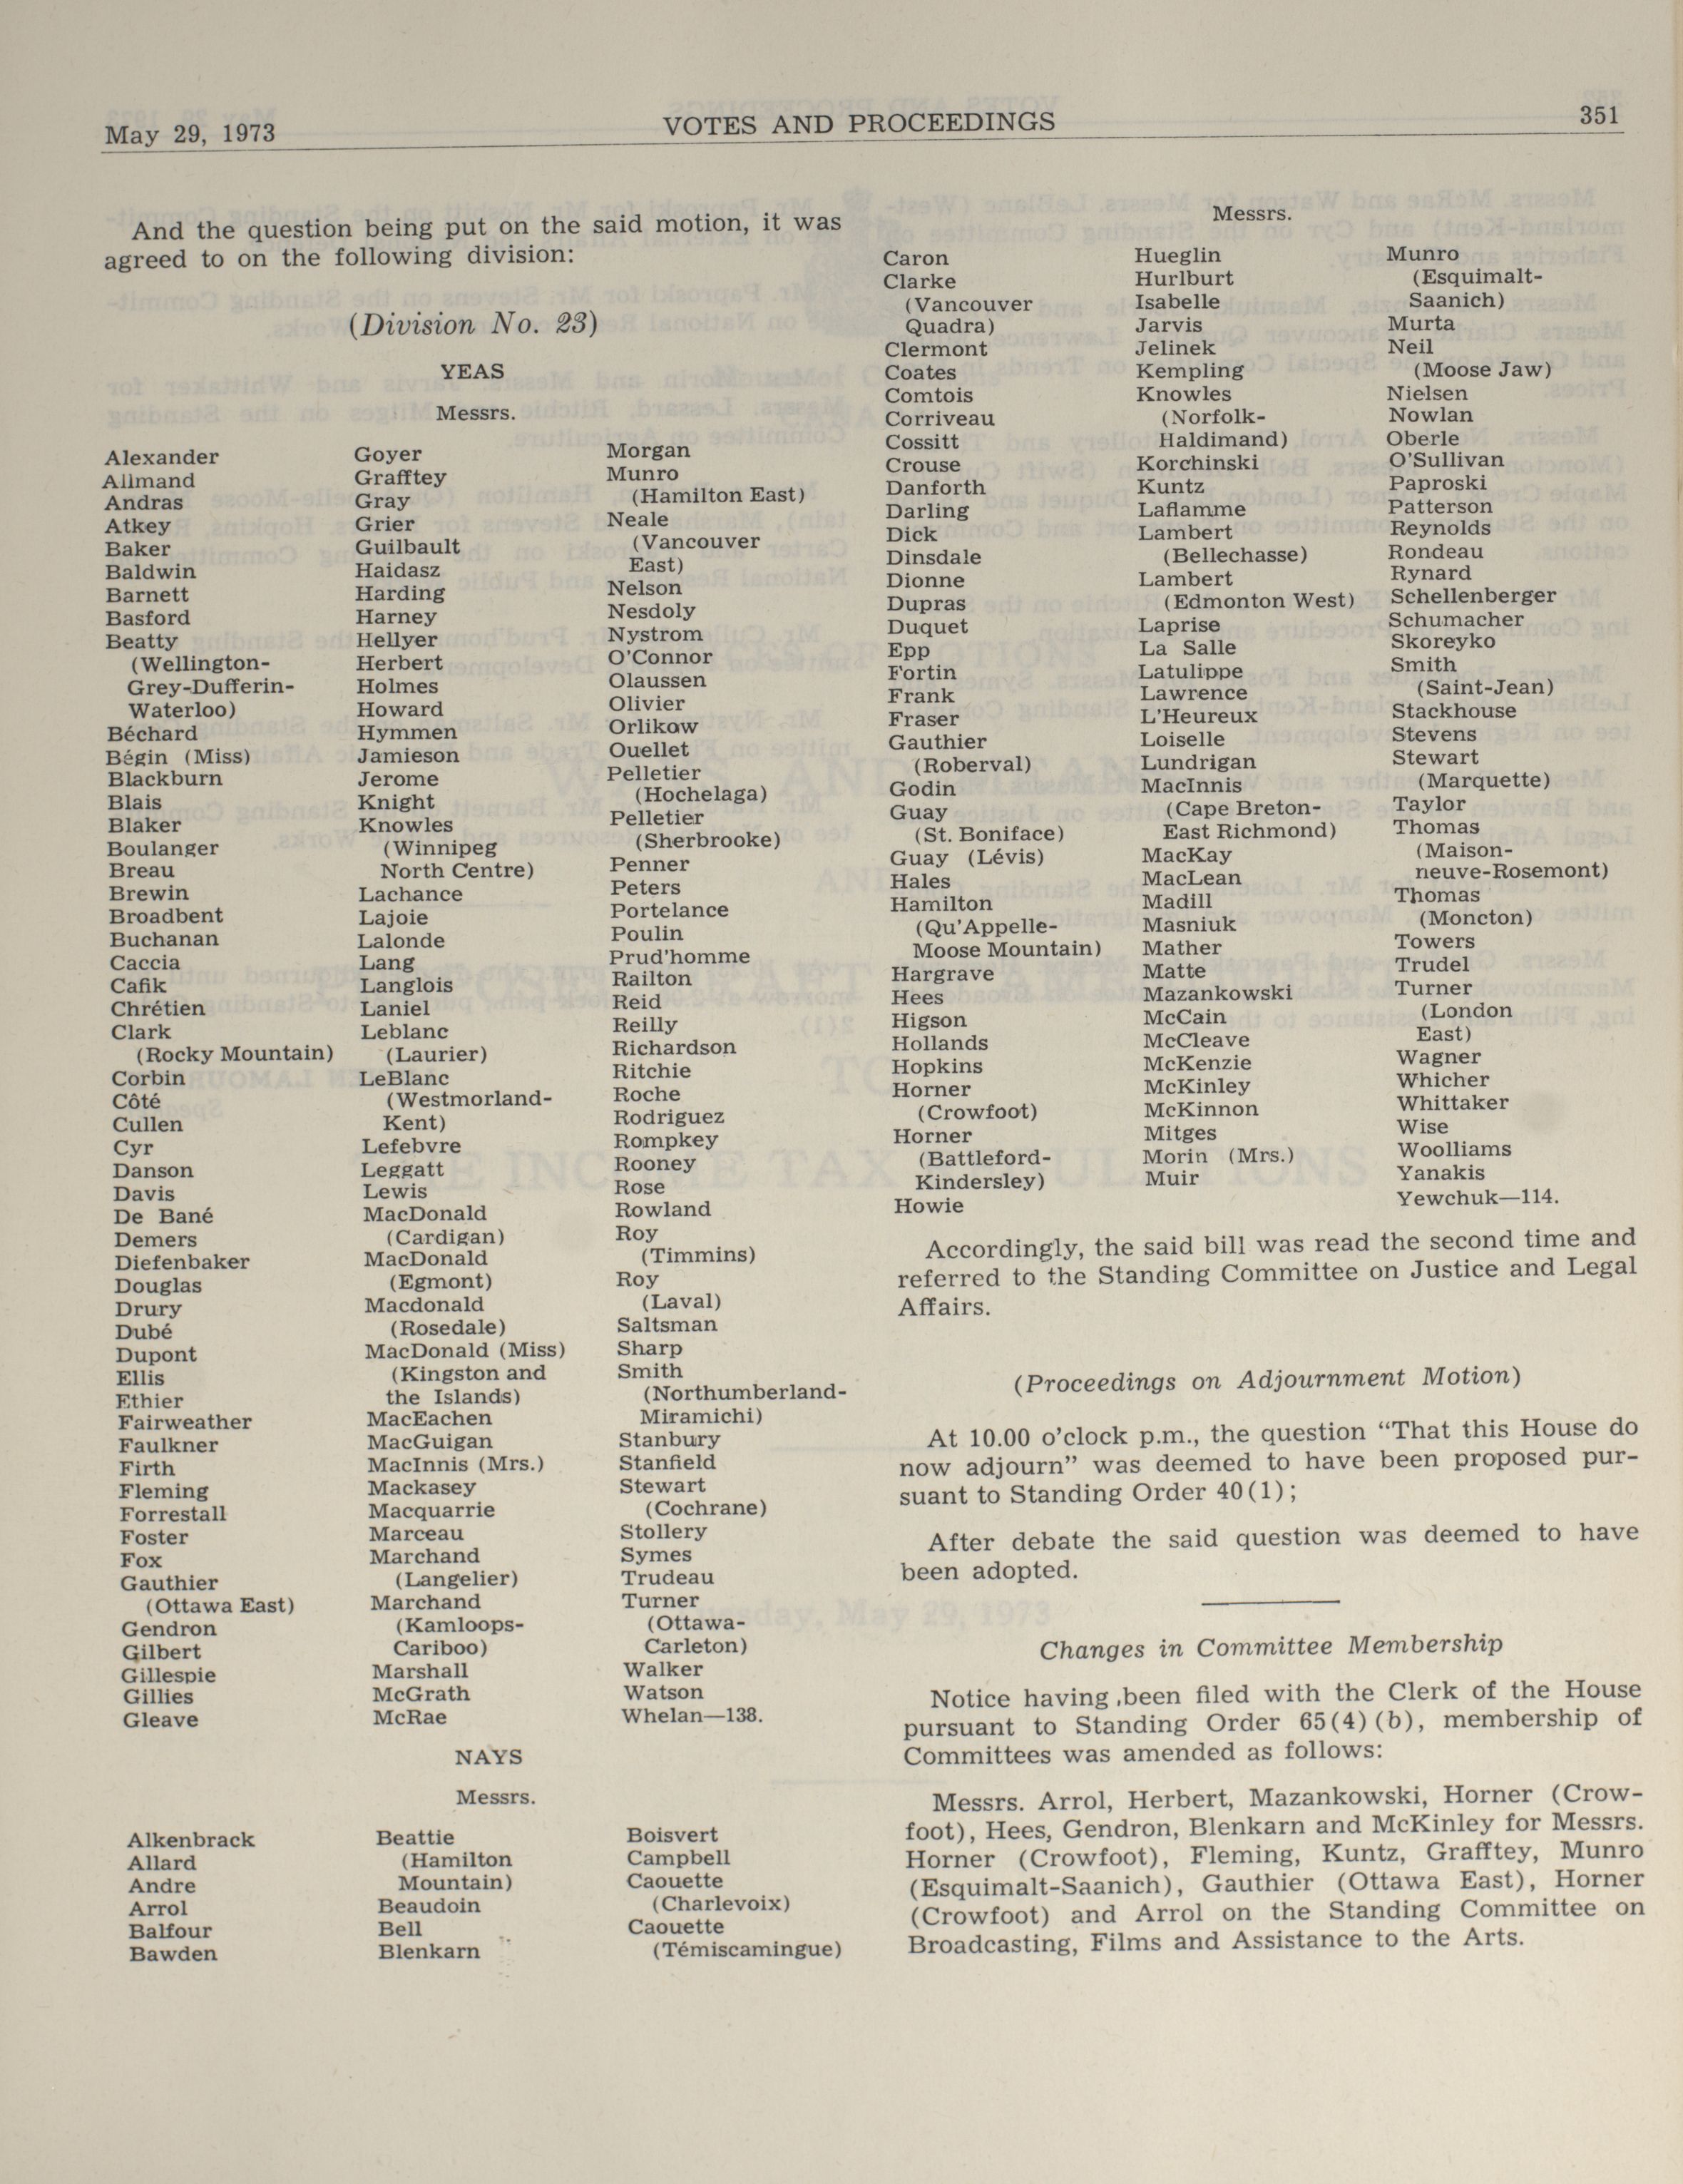 May 29, 1973
VOTES AND PROCEEDINGS
351
And the question being put on the said motion, it was
agreed to on the following division:
(Division No. 23)
YEAS
Messrs.
Alexander
Allmand
Andras
Atkey
Baker
Baldwin
Barnett
Basford
Beatty
(Wellington-
Grey-Dufferin-
Waterloo)
Béchard
Bégin (Miss)
Blackburn
Blais
Blaker
Boulanger
Breau
Brewin
Broadbent
Buchanan
Caccia
Cafik
Chrétien
Clark
(Rocky Mountain)
Corbin
Côté
Cullen
Cyr
Danson
Davis
De Bané
Demers
Diefenbaker
Douglas
Drury
Dubé
Dupont
Ellis
Ethier
Fairweather
Faulkner
Firth
Fleming
Forrestall
Foster
Fox
Gauthier
(Ottawa East)
Gendron
Gilbert
Gillespie
Gillies
Gleave
Goyer
Grafftey
Gray
Grier
Guilbault
Haidasz
Harding
Harney
Hellyer
Herbert
Holmes
Howard
Hymmen
Jamieson
Jerome
Knight
Knowles
(Winnipeg
North Centre)
Lachance
Lajoie
Lalonde
Lang
Langlois
Laniel
Leblanc
(Laurier)
LeBlanc
(Westmorland-
Kent)
Lefebvre
Leggatt
Lewis
MacDonald
(Cardigan)
MacDonald
(Egmont)
Macdonald
(Rosedale)
MacDonald (Miss)
(Kingston and
the Islands)
MacEachen
MacGuigan
MacInnis (Mrs.)
Mackasey
Macquarrie
Marceau
Marchand
(Langelier)
Marchand
(Kamloops-
Cariboo)
Marshall
McGrath
McRae
Morgan
Munro
(Hamilton East)
Neale
(Vancouver
East)
Nelson
Nesdoly
Nystrom
O'Connor
Olaussen
Olivier
Orlikow
Ouellet
Pelletier
(Hochelaga)
Pelletier
(Sherbrooke)
Penner
Peters
Portelance
Poulin
Prud'homme
Railton
Reid
Reilly
Richardson
Ritchie
Roche
Rodriguez
Rompkey
Rooney
Rose
Rowland
Roy
(Timmins)
Roy
(Laval)
Saltsman
Sharp
Smith
(Northumberland-
Miramichi)
Stanbury
Stanfield
Stewart
(Cochrane)
Stollery
Symes
Trudeau
Turner
(Ottawa-
Carleton)
Walker
Watson
Whelan—138.
NAYS
Messrs.
Alkenbrack
Allard
Andre
Arrol
Balfour
Bawden
Beattie
(Hamilton
Mountain)
Beaudoin
Bell
Blenkarn
Boisvert
Campbell
Caouette
(Charlevoix)
Caouette
(Témiscamingue)
Messrs.
Caron
Clarke
(Vancouver
Quadra)
Clermont
Coates
Comtois
Corriveau
Cossitt
Crouse
Danforth
Darling
Dick
Dinsdale
Dionne
Dupras
Duquet
Epp
Fortin
Frank
Fraser
Gauthier
(Roberval)
Godin
Guay
(St. Boniface)
Guay (Lévis)
Hales
Hamilton
(Qu'Appelle-
Moose Mountain)
Hargrave
Hees
Higson
Hollands
Hopkins
Horner
(Crowfoot)
Horner
(Battleford-
Kindersley)
Howie
Hueglin
Hurlburt
Isabelle
Jarvis
Jelinek
Kempling
Knowles
(Norfolk-
Haldimand)
Korchinski
Kuntz
Laflamme
Lambert
(Bellechasse)
Lambert
(Edmonton West)
Laprise
La Salle
Latulippe
Lawrence
L'Heureux
Loiselle
Lundrigan
MacInnis
(Cape Breton-
East Richmond)
MacKay
MacLean
Madill
Masniuk
Mather
Matte
Mazankowski
McCain
McCleave
McKenzie
McKinley
McKinnon
Mitges
Morin (Mrs.)
Muir
Munro
(Esquimalt-
Saanich)
Murta
Neil
(Moose Jaw)
Nielsen
Nowlan
Oberle
O'Sullivan
Paproski
Patterson
Reynolds
Rondeau
Rynard
Schellenberger
Schumacher
Skoreyko
Smith
(Saint-Jean)
Stackhouse
Stevens
Stewart
(Marquette)
Taylor
Thomas
(Maison-
neuve-Rosemont)
Thomas
(Moncton)
Towers
Trudel
Turner
(London
East)
Wagner
Whicher
Whittaker
Wise
Woolliams
Yanakis
Yewchuk—114.
Accordingly, the said bill was read the second time and
referred to the Standing Committee on Justice and Legal
Affairs.
(Proceedings on Adjournment Motion)
At 10.00 o'clock p.m., the question "That this House do
now adjourn" was deemed to have been proposed pur-
suant to Standing Order 40(1);
After debate the said question was deemed to have
been adopted.
Changes in Committee Membership
Notice having been filed with the Clerk of the House
pursuant to Standing Order 65(4)(b), membership of
Committees was amended as follows:
Messrs. Arrol, Herbert, Mazankowski, Horner (Crow-
foot), Hees, Gendron, Blenkarn and McKinley for Messrs.
Horner (Crowfoot), Fleming, Kuntz, Grafftey, Munro
(Esquimalt-Saanich), Gauthier (Ottawa East), Horner
(Crowfoot) and Arrol on the Standing Committee on
Broadcasting, Films and Assistance to the Arts.